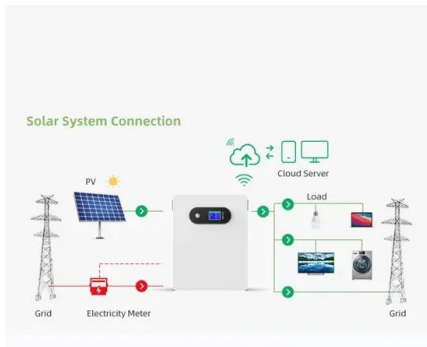 Solar System Connection
Cloud Server
PV
Load
Grid
Electricity Meter
Grid